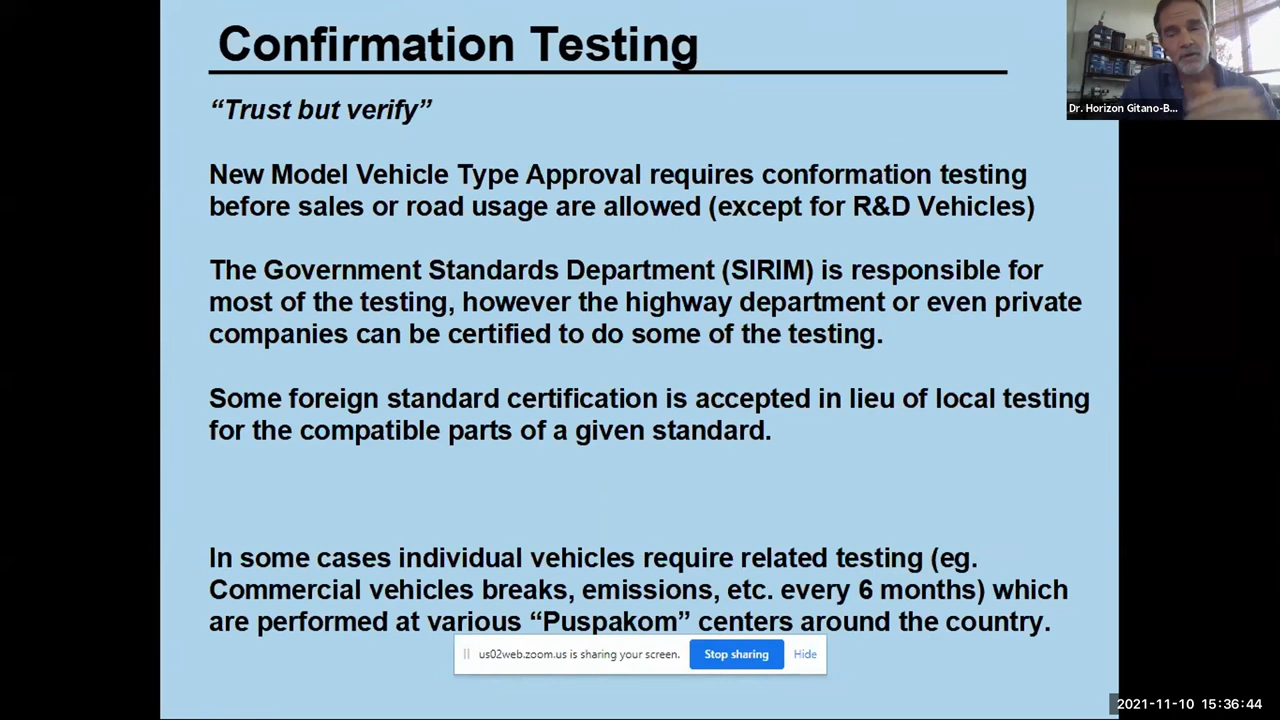 Confirmation Testing
“Trust but verify”
New Model Vehicle Type Approval requires conformation testing
before sales or road usage are allowed (except for R&D Vehicles)
The Government Standards Department (SIRIM) is responsible for
most of the testing, however the highway department or even private
companies can be certified to do some of the testing.
Some foreign standard certification is accepted in lieu of local testing
for the compatible parts of a given standard.
In some cases individual vehicles require related testing (eg.
Commercial vehicles breaks, emissions, etc. every 6 months) which
are performed at various “Puspakom” centers around the country.
us02web.zoom.us is sharing your screen.
Stop sharing
Hide
Dr. Horizon Gitano-B...
2021-11-10 15:36:44